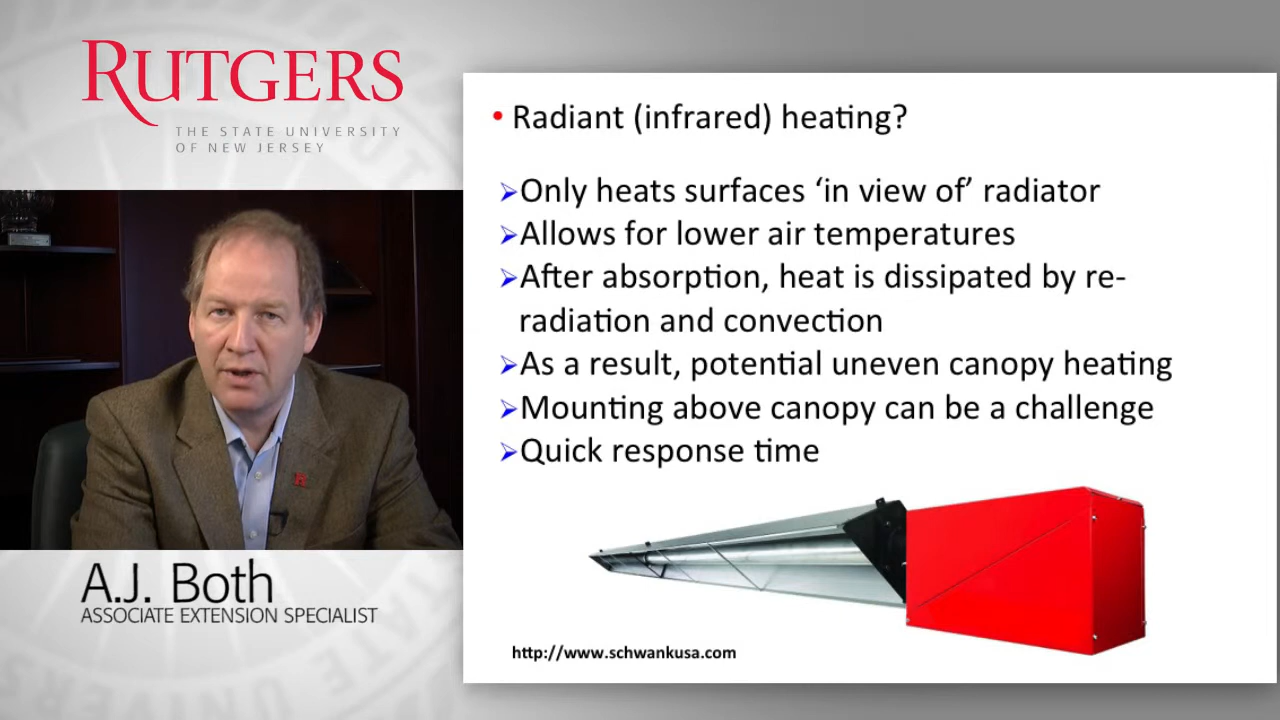 RUTGERS
THE STATE UNIVERSITY
OF NEW JERSEY
A.J. Both
ASSOCIATE EXTENSION SPECIALIST
• Radiant (infrared) heating?
➢Only heats surfaces ‘in view of’ radiator
➢Allows for lower air temperatures
➢After absorption, heat is dissipated by re-
radiation and convection
➢As a result, potential uneven canopy heating
➢Mounting above canopy can be a challenge
➢Quick response time
http://www.schwankusa.com